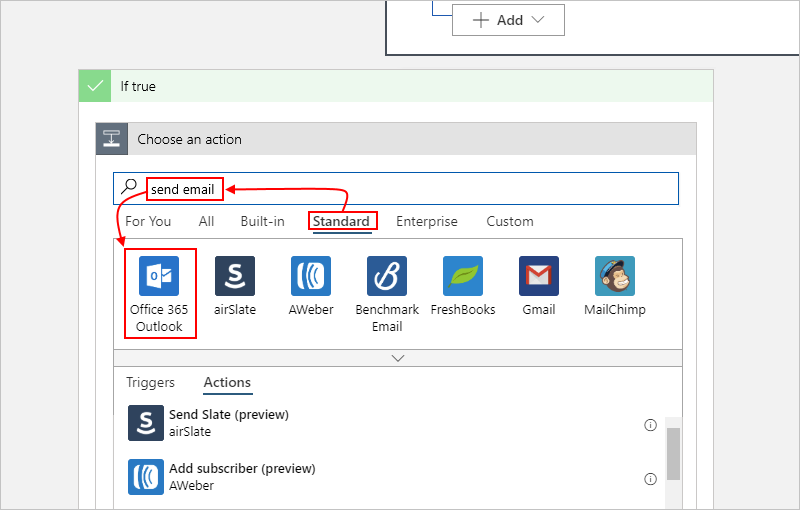 Add
If true
Choose an action
send email
For You All Built-in Standard Enterprise Custom
Office 365 Outlook
airSlate
AWeber
Benchmark Email
FreshBooks
Gmail
MailChimp
Triggers Actions
Send Slate (preview)
airSlate
Add subscriber (preview)
AWeber